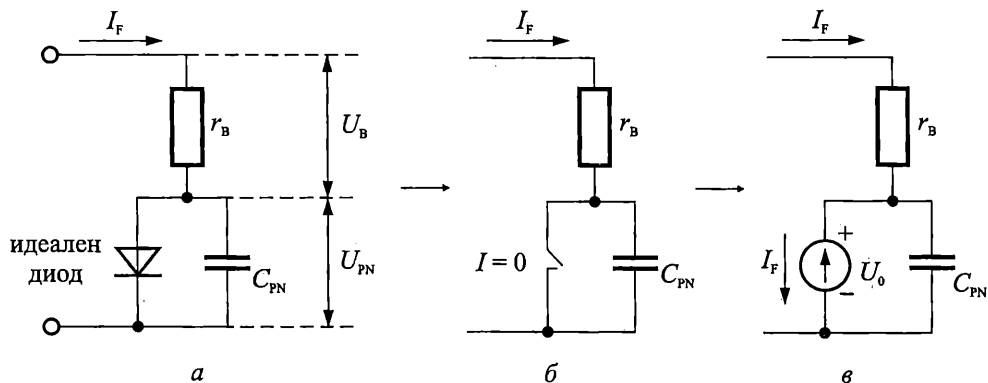 I_F
r_B
U_B
идеален
диод
C_PN
U_PN
а
I_F
r_B
I = 0
C_PN
б
I_F
r_B
I_F
+
−
U_0
C_PN
в